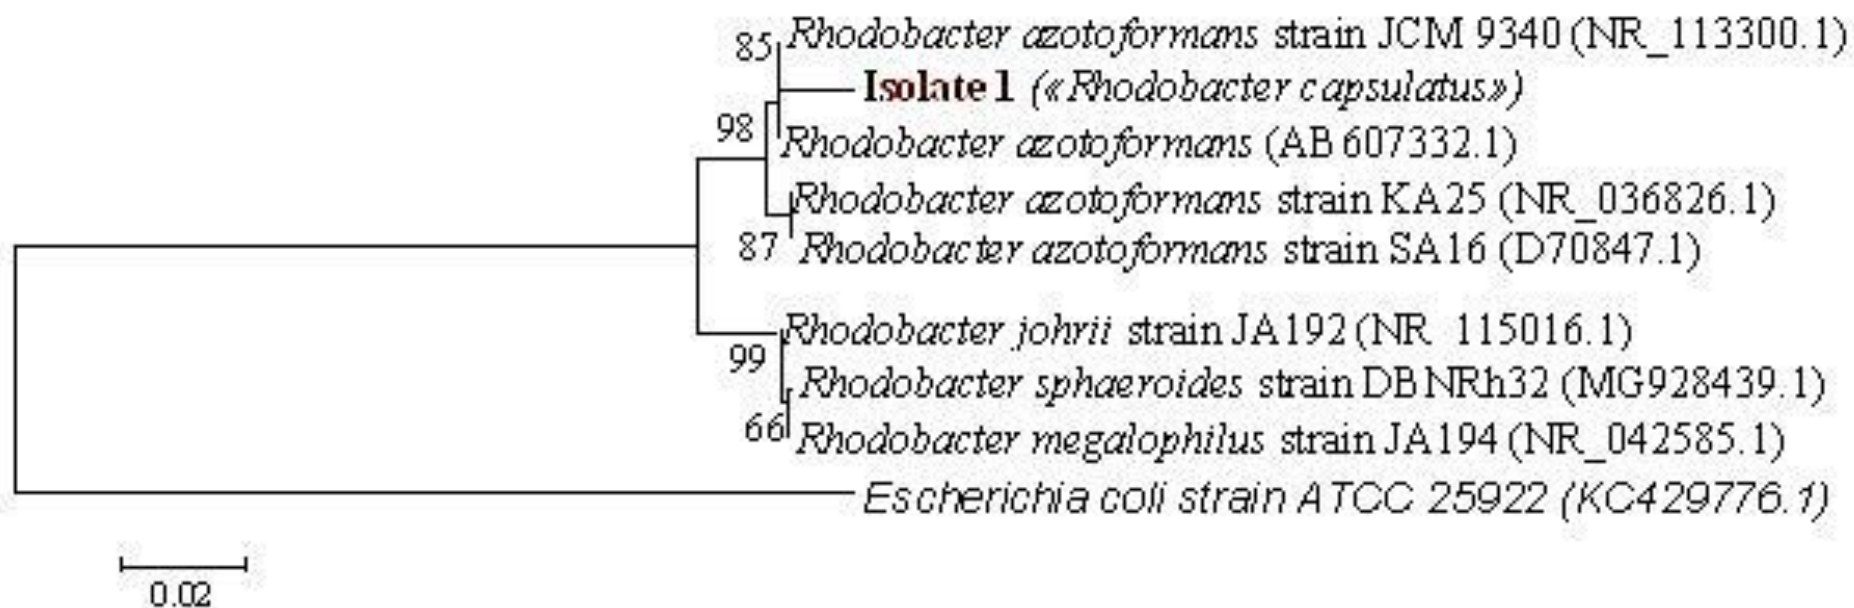 85 Rhodobacter azotoformans strain JCM 9340 (NR_113300.1)
Isolate 1 («Rhodobacter capsulatus»)
98
Rhodobacter azotoformans (AB607332.1)
Rhodobacter azotoformans strain KA25 (NR_036826.1)
87 Rhodobacter azotoformans strain SA16 (D70847.1)
Rhodobacter johrii strain JA192 (NR 115016.1)
99
Rhodobacter sphaeroides strain DBNRh32 (MG928439.1)
66 Rhodobacter megalophilus strain JA194 (NR_042585.1)
Escherichia coli strain ATCC 25922 (KC429776.1)
0.02